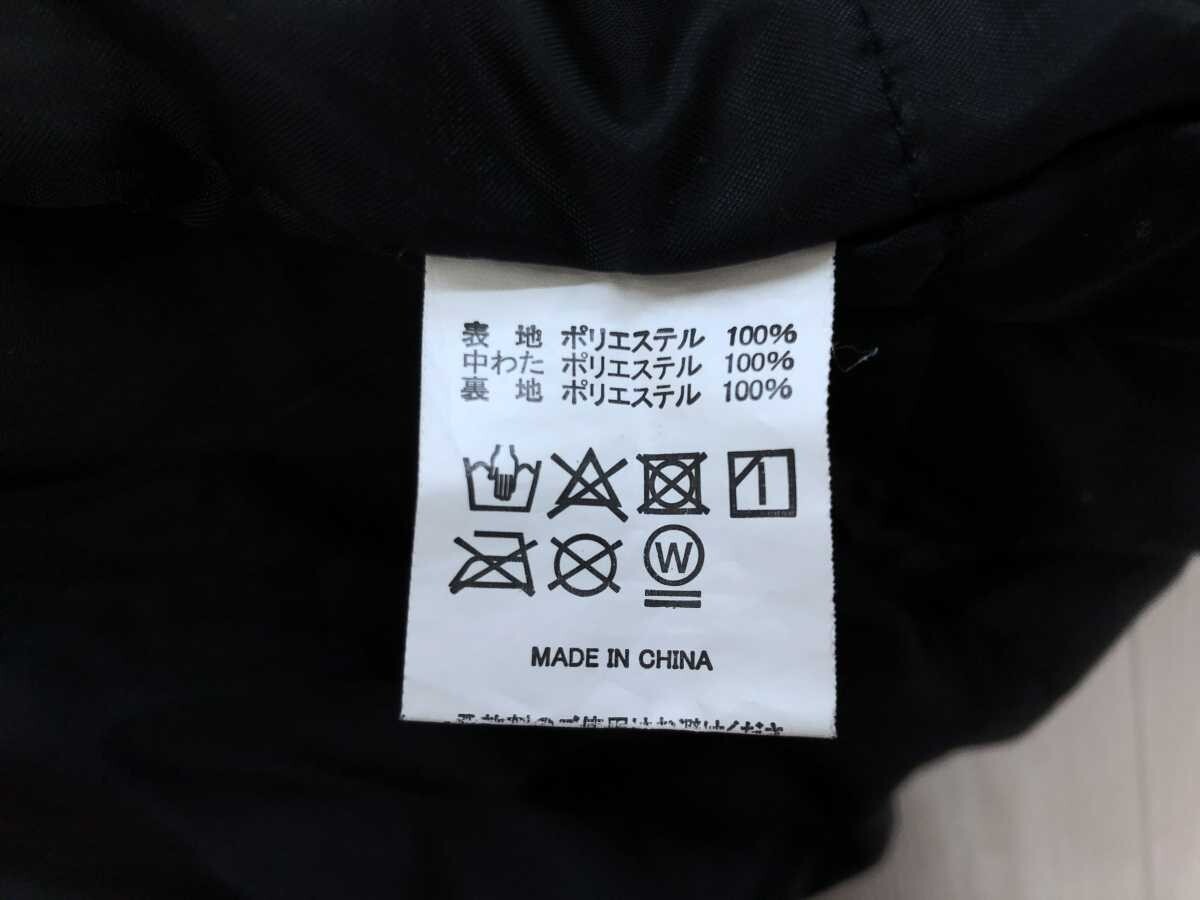 表 地 ポリエステル 100%
中わた ポリエステル 100%
裏 地 ポリエステル 100%
W
MADE IN CHINA